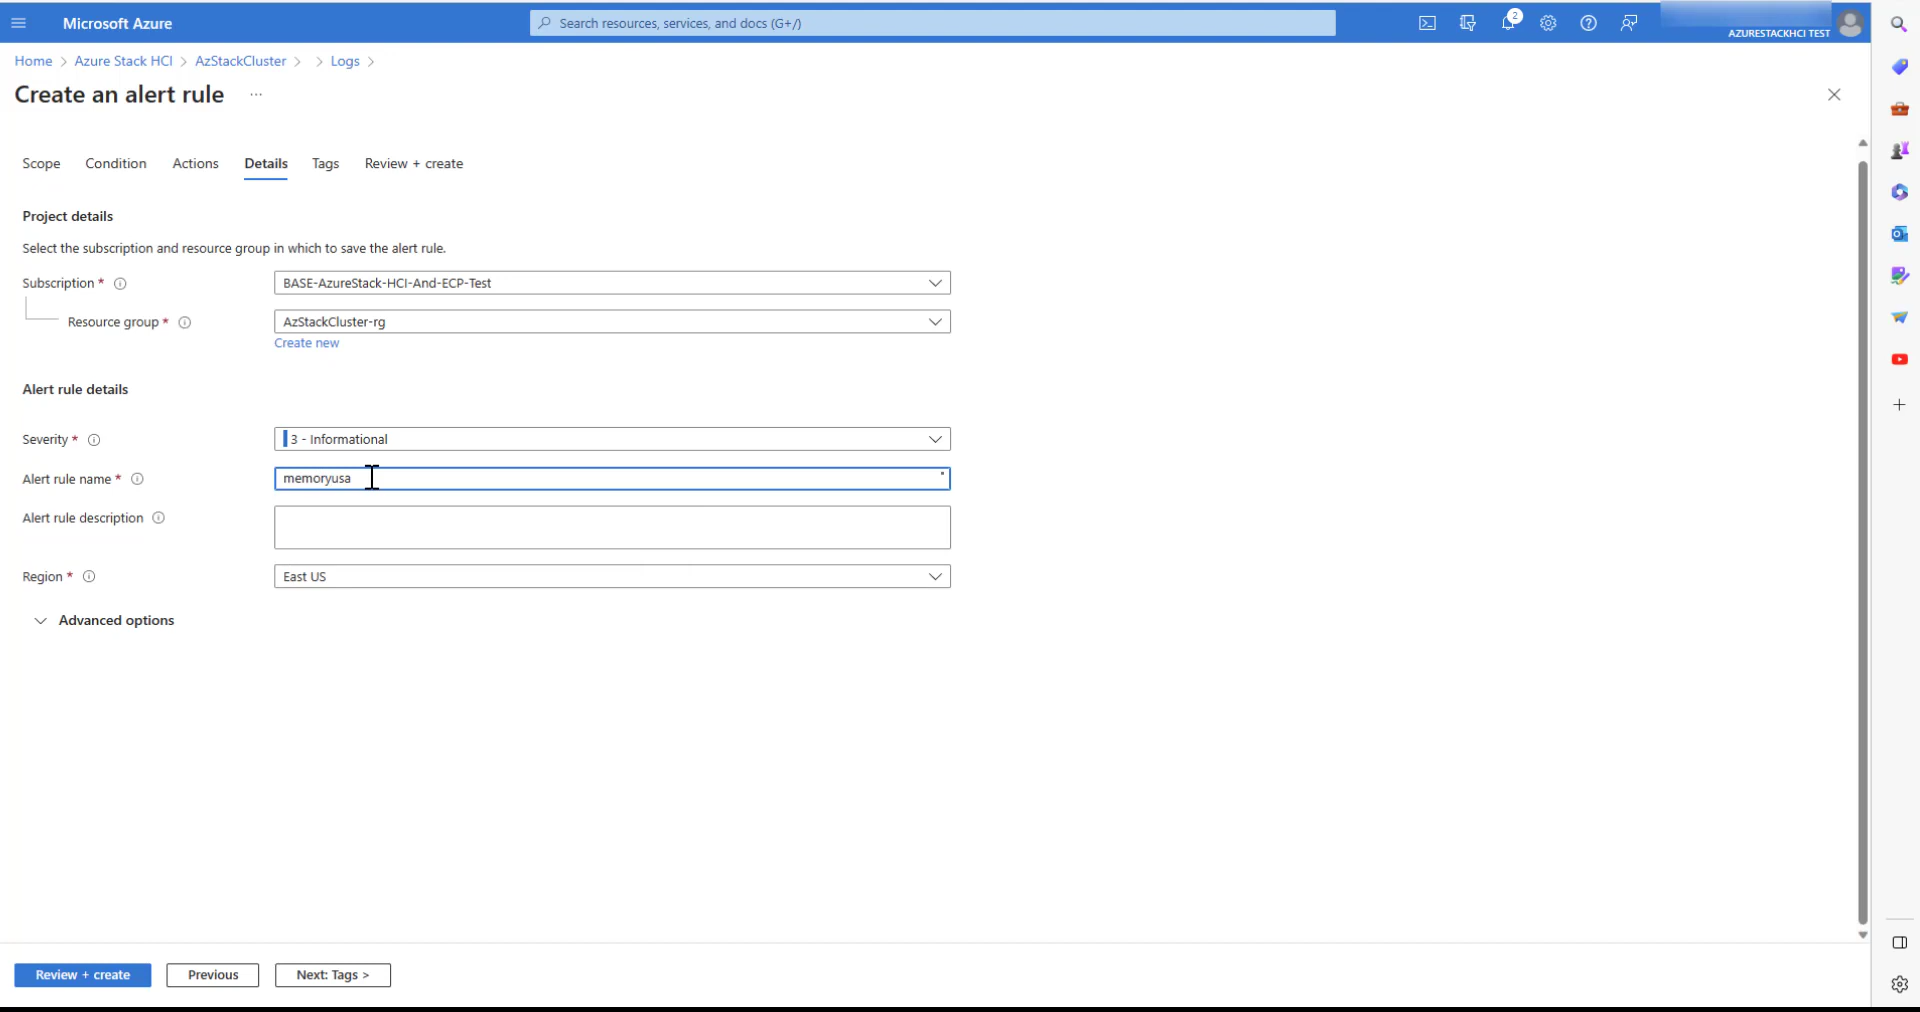 Microsoft Azure
Search resources, services, and docs (G+/)
2
AZURESTACKHCI TEST
Home > Azure Stack HCI > AzStackCluster > > Logs >
Create an alert rule ...
Scope Condition Actions Details Tags Review + create
Project details
Select the subscription and resource group in which to save the alert rule.
Subscription * BASE-AzureStack-HCI-And-ECP-Test
Resource group * AzStackCluster-rg
Create new
Alert rule details
Severity * 3 - Informational
Alert rule name * memoryusa
Alert rule description
Region * East US
Advanced options
Review + create Previous Next: Tags >